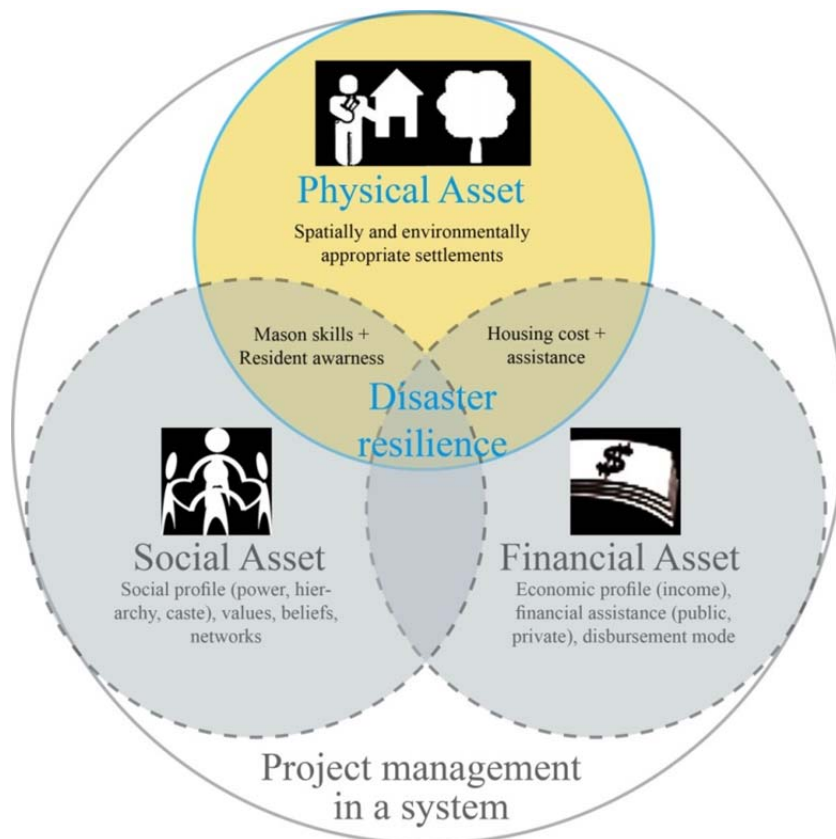 Physical Asset
Spatially and environmentally
appropriate settlements
Mason skills +
Resident awarness
Housing cost +
assistance
Disaster
resilience
$
Social Asset
Social profile (power, hier-
archy, caste), values, beliefs,
networks
Financial Asset
Economic profile (income),
financial assistance (public,
private), disbursement mode
Project management
in a system